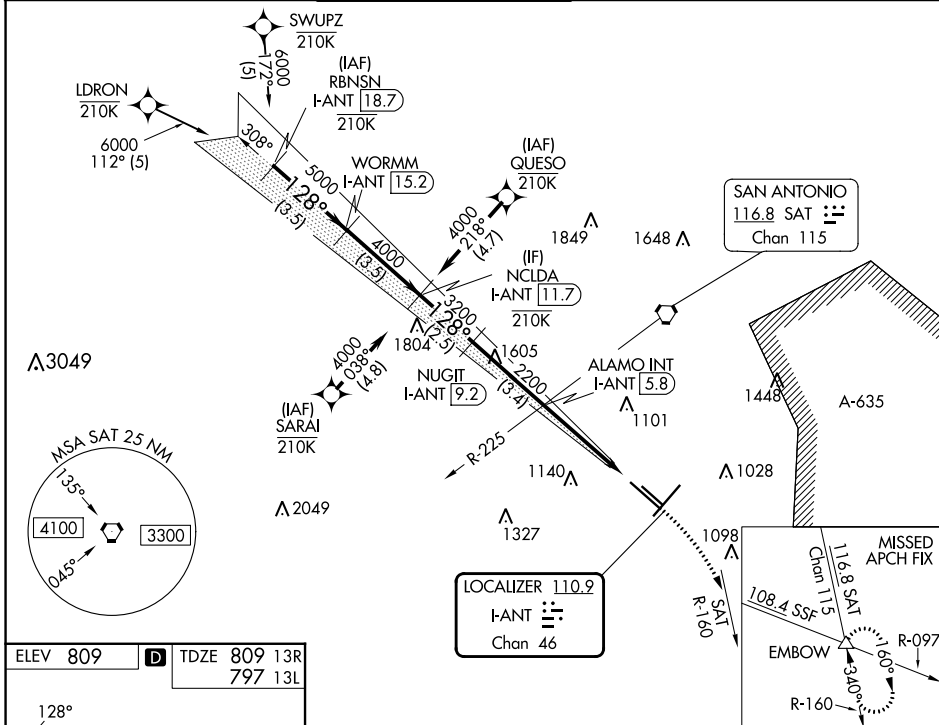 SWUPZ
210K
6000
172°
(5)
LDRON
210K
6000
112° (5)
(IAF)
RBNSN
I-ANT 18.7
210K
308°
128°
5000
(3.5)
WORMM
I-ANT 15.2
4000
(3.5)
(IAF)
QUESO
210K
4000
218°
(4.7)
1849
1648
SAN ANTONIO
116.8 SAT
Chan 115
(IF)
NCLDA
I-ANT 11.7
210K
3200
128°
(2.5)
1804
1605
NUGIT
I-ANT 9.2
2200
(3.4)
ALAMO INT
I-ANT 5.8
3049
4000
038°
(4.8)
(IAF)
SARAI
210K
R-225
1101
1448
A-635
1140
1028
MSA SAT 25 NM
135°
4100
3300
045°
2049
1327
1098
LOCALIZER 110.9
I-ANT
Chan 46
SAT
R-160
MISSED
APCH FIX
116.8 SAT
Chan 115
108.4 SSF
EMBOW
R-097
160°
340°
R-160
ELEV 809
D
TDZE 809 13R
797 13L
128°